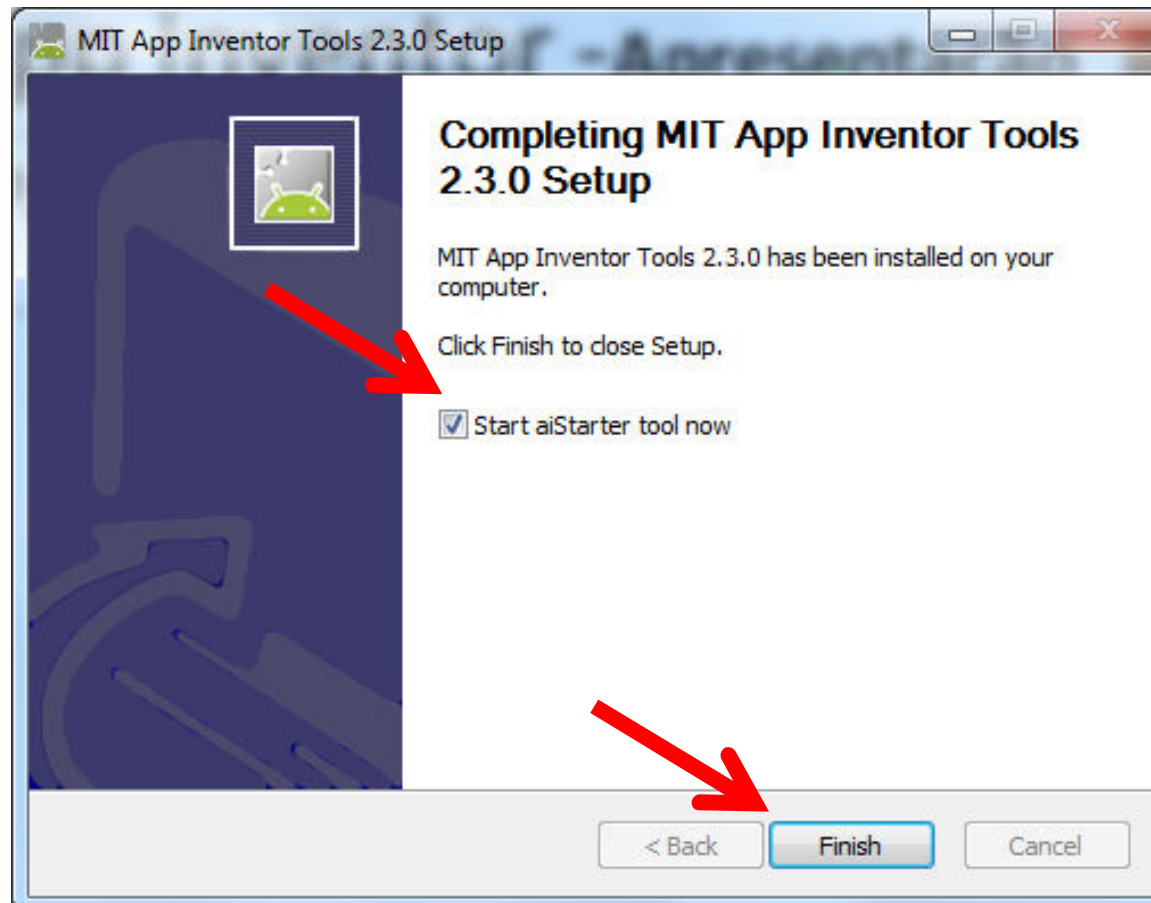 MIT App Inventor Tools 2.3.0 Setup
Completing MIT App Inventor Tools
2.3.0 Setup
MIT App Inventor Tools 2.3.0 has been installed on your
computer.
Click Finish to close Setup.
Start aiStarter tool now
< Back
Finish
Cancel